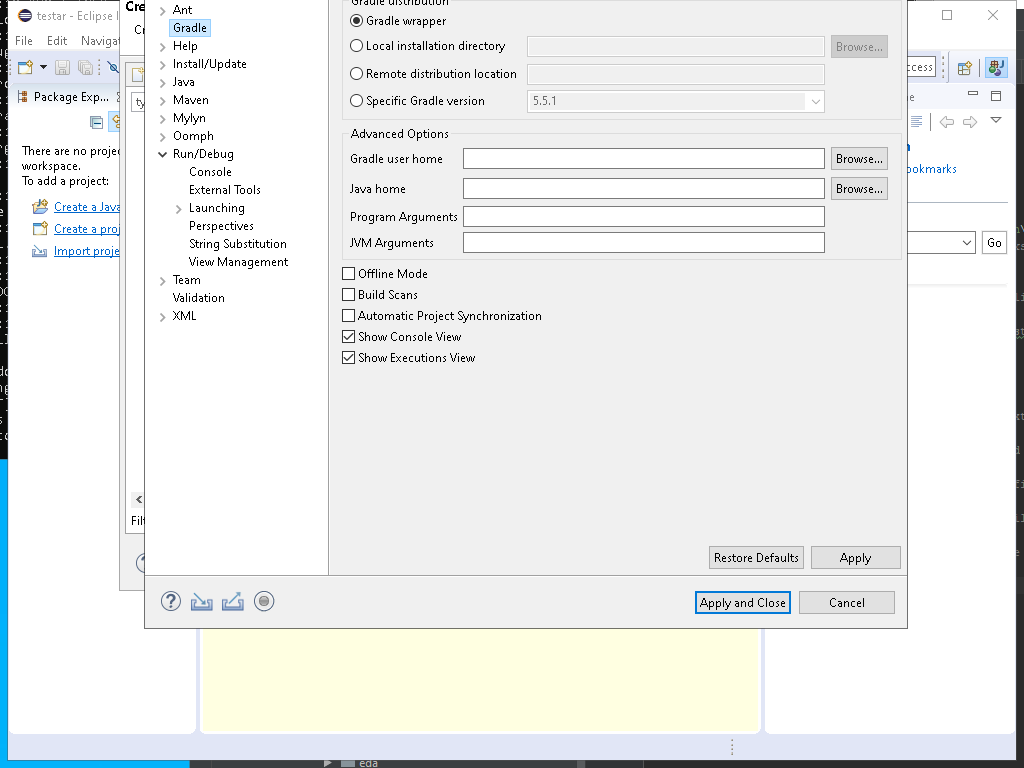 testar - Eclipse I
Cre
File Edit Navigat
Cr
Package Exp...
ty
There are no projec
workspace.
To add a project:
Create a Java
Create a proj
Import proje
Filt
Ant
Gradle
Help
Install/Update
Java
Maven
Mylyn
Oomph
Run/Debug
Console
External Tools
Launching
Perspectives
String Substitution
View Management
Team
Validation
XML
Gradle distribution
Gradle wrapper
Local installation directory
Browse...
Remote distribution location
Specific Gradle version
5.5.1
Advanced Options
Gradle user home
Browse...
Java home
Browse...
Program Arguments
JVM Arguments
Offline Mode
Build Scans
Automatic Project Synchronization
Show Console View
Show Executions View
Restore Defaults
Apply
Apply and Close
Cancel
ccess
ookmarks
Go
eda